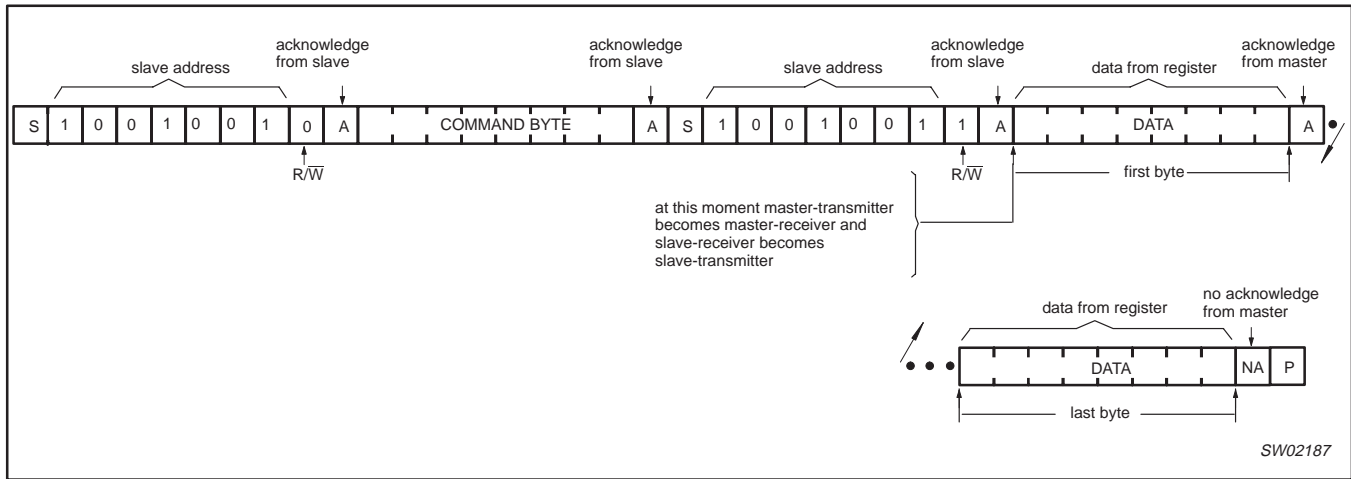 acknowledge from slave
acknowledge from slave
acknowledge from slave
acknowledge from master
slave address
slave address
data from register
S 1 0 0 1 0 0 1 0 A COMMAND BYTE A S 1 0 0 1 0 0 1 1 A DATA A
R/W̅
R/W̅
first byte
at this moment master-transmitter
becomes master-receiver and
slave-receiver becomes
slave-transmitter
data from register
no acknowledge from master
DATA NA P
last byte
SW02187